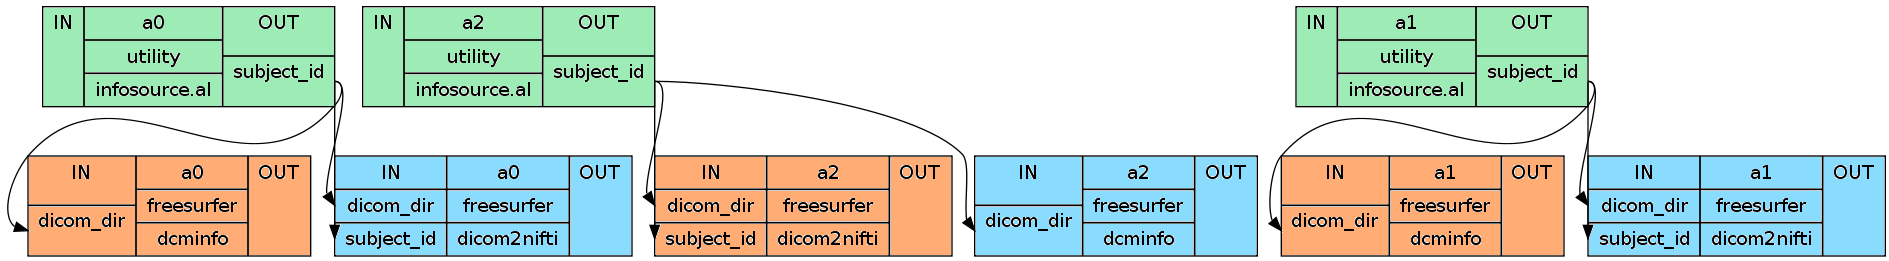 IN a0 OUT
utility
subject_id
infosource.al
IN a2 OUT
utility
subject_id
infosource.al
IN a1 OUT
utility
subject_id
infosource.al
IN a0 OUT
dicom_dir freesurfer
dcminfo
IN a0 OUT
dicom_dir freesurfer
subject_id dicom2nifti
IN a2 OUT
dicom_dir freesurfer
subject_id dicom2nifti
IN a2 OUT
dicom_dir freesurfer
dcminfo
IN a1 OUT
dicom_dir freesurfer
dcminfo
IN a1 OUT
dicom_dir freesurfer
subject_id dicom2nifti